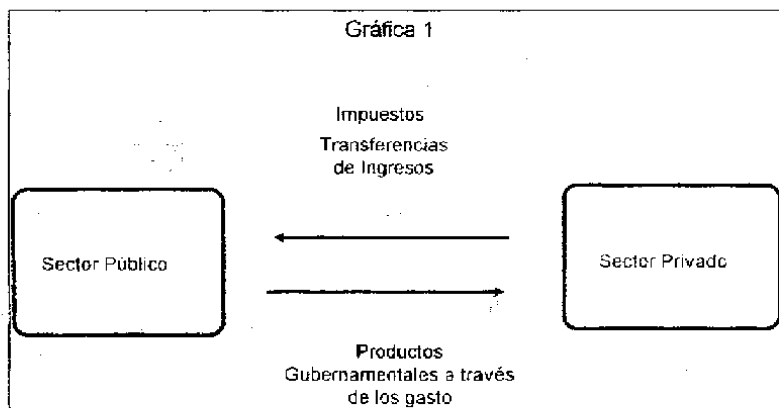 Gráfica 1
Impuestos
Transferencias
de Ingresos
Sector Público
Sector Privado
Productos
Gubernamentales a través
de los gasto